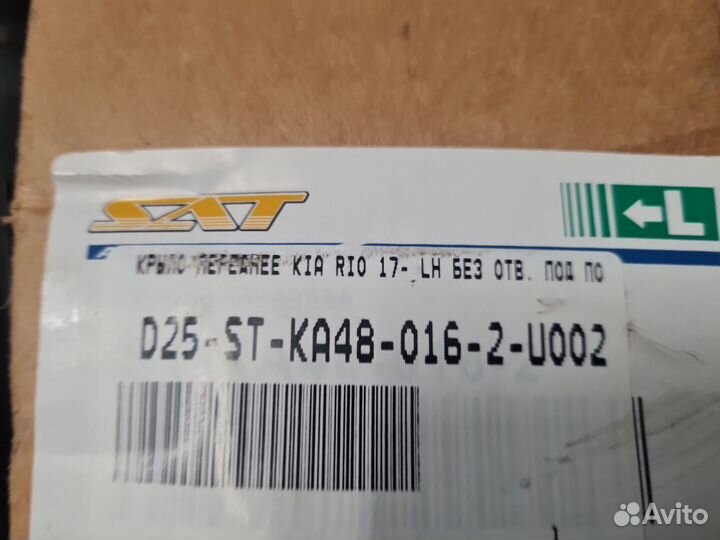 SAT
L
КРЫЛО ПЕРЕДНЕЕ KIA RIO 17- LH БЕЗ ОТВ. ПОД ПО
D25-ST-KA48-016-2-U002
Avito